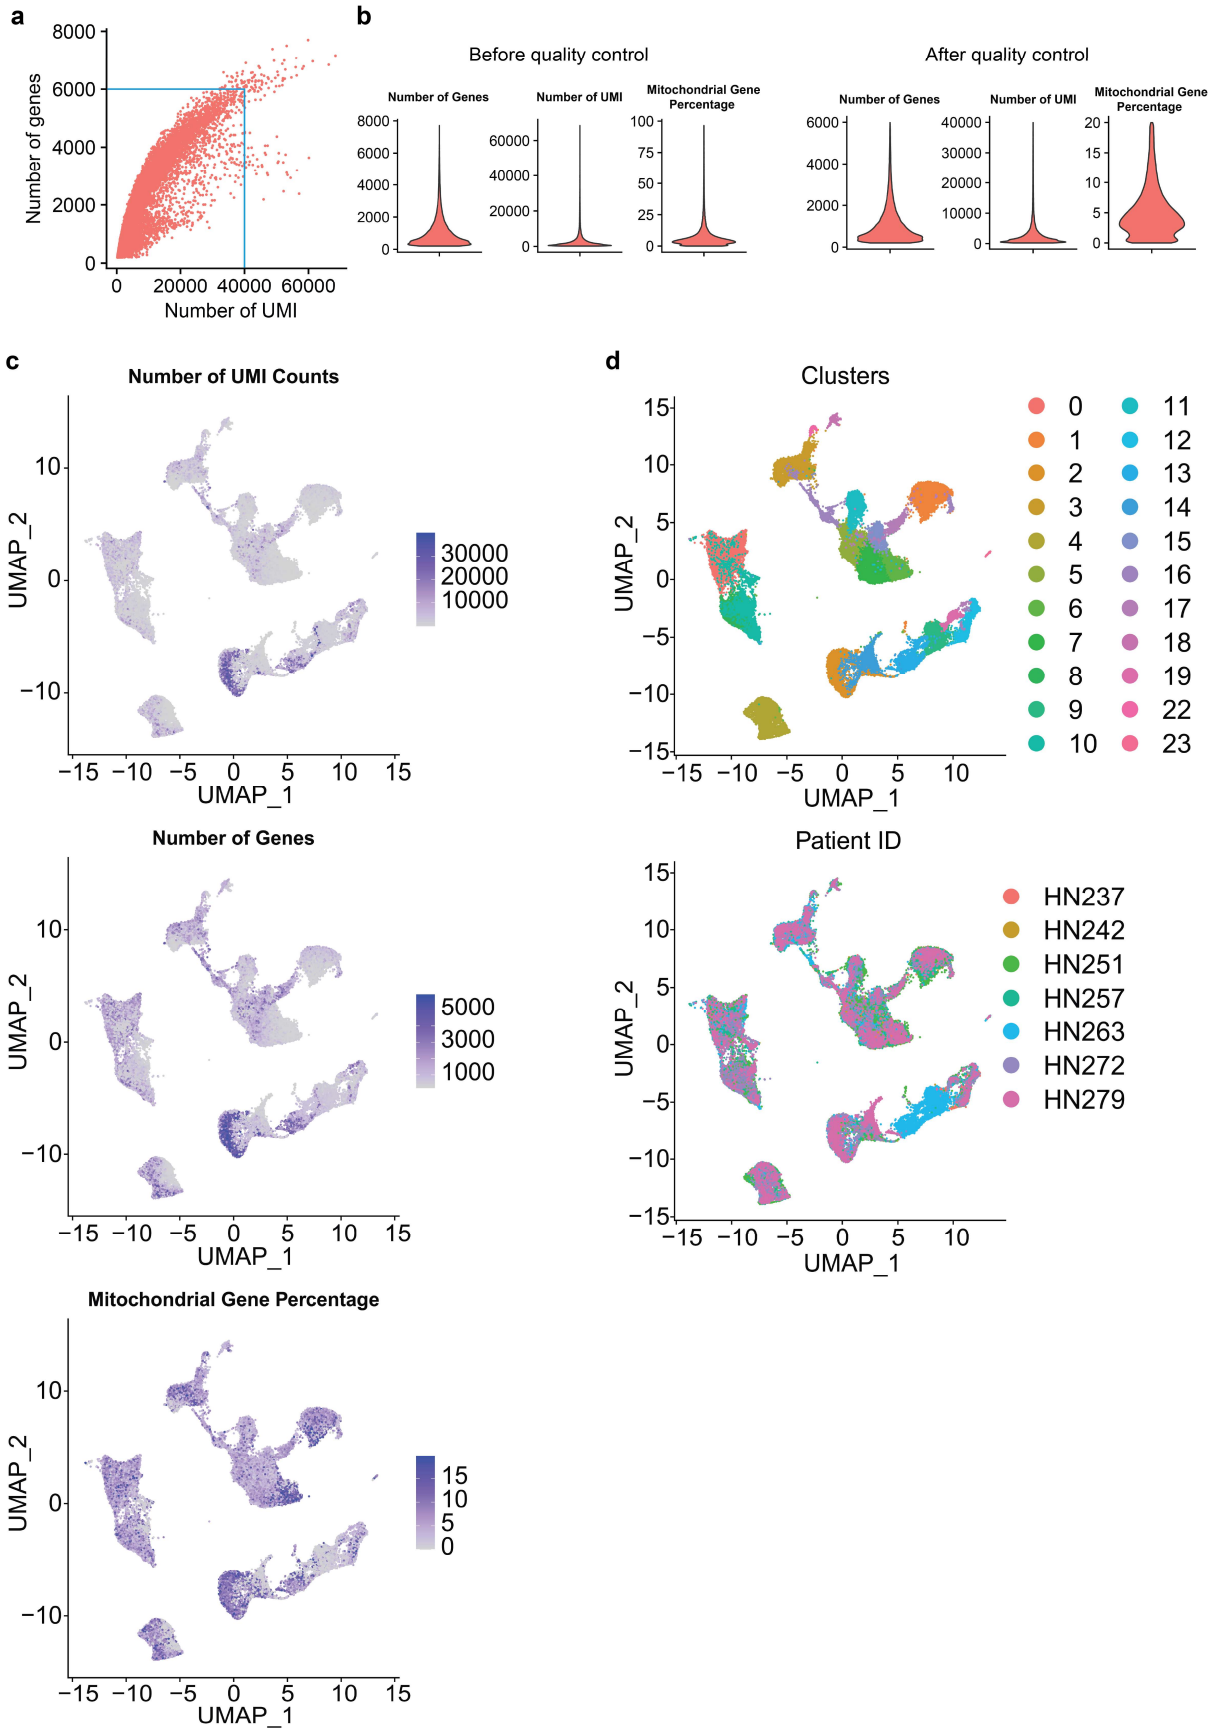 a
8000
6000
4000
2000
0
Number of genes
0 20000 40000 60000
Number of UMI
b
Before quality control
After quality control
Number of Genes
8000
6000
4000
2000
0
Number of UMI
60000
40000
20000
0
Mitochondrial Gene
Percentage
100
75
50
25
0
Number of Genes
6000
4000
2000
0
Number of UMI
40000
30000
20000
10000
0
Mitochondrial Gene
Percentage
20
15
10
5
0
c
Number of UMI Counts
10
0
−10
UMAP_2
−15 −10 −5 0 5 10 15
UMAP_1
30000
20000
10000
Number of Genes
10
0
−10
UMAP_2
−15 −10 −5 0 5 10 15
UMAP_1
5000
3000
1000
Mitochondrial Gene Percentage
10
0
−10
UMAP_2
−15 −10 −5 0 5 10 15
UMAP_1
15
10
5
0
d
Clusters
15
10
5
0
−5
−10
−15
UMAP_2
−15 −10 −5 0 5 10
UMAP_1
0 11
1 12
2 13
3 14
4 15
5 16
6 17
7 18
8 19
9 22
10 23
Patient ID
15
10
5
0
−5
−10
−15
UMAP_2
−15 −10 −5 0 5 10
UMAP_1
HN237
HN242
HN251
HN257
HN263
HN272
HN279